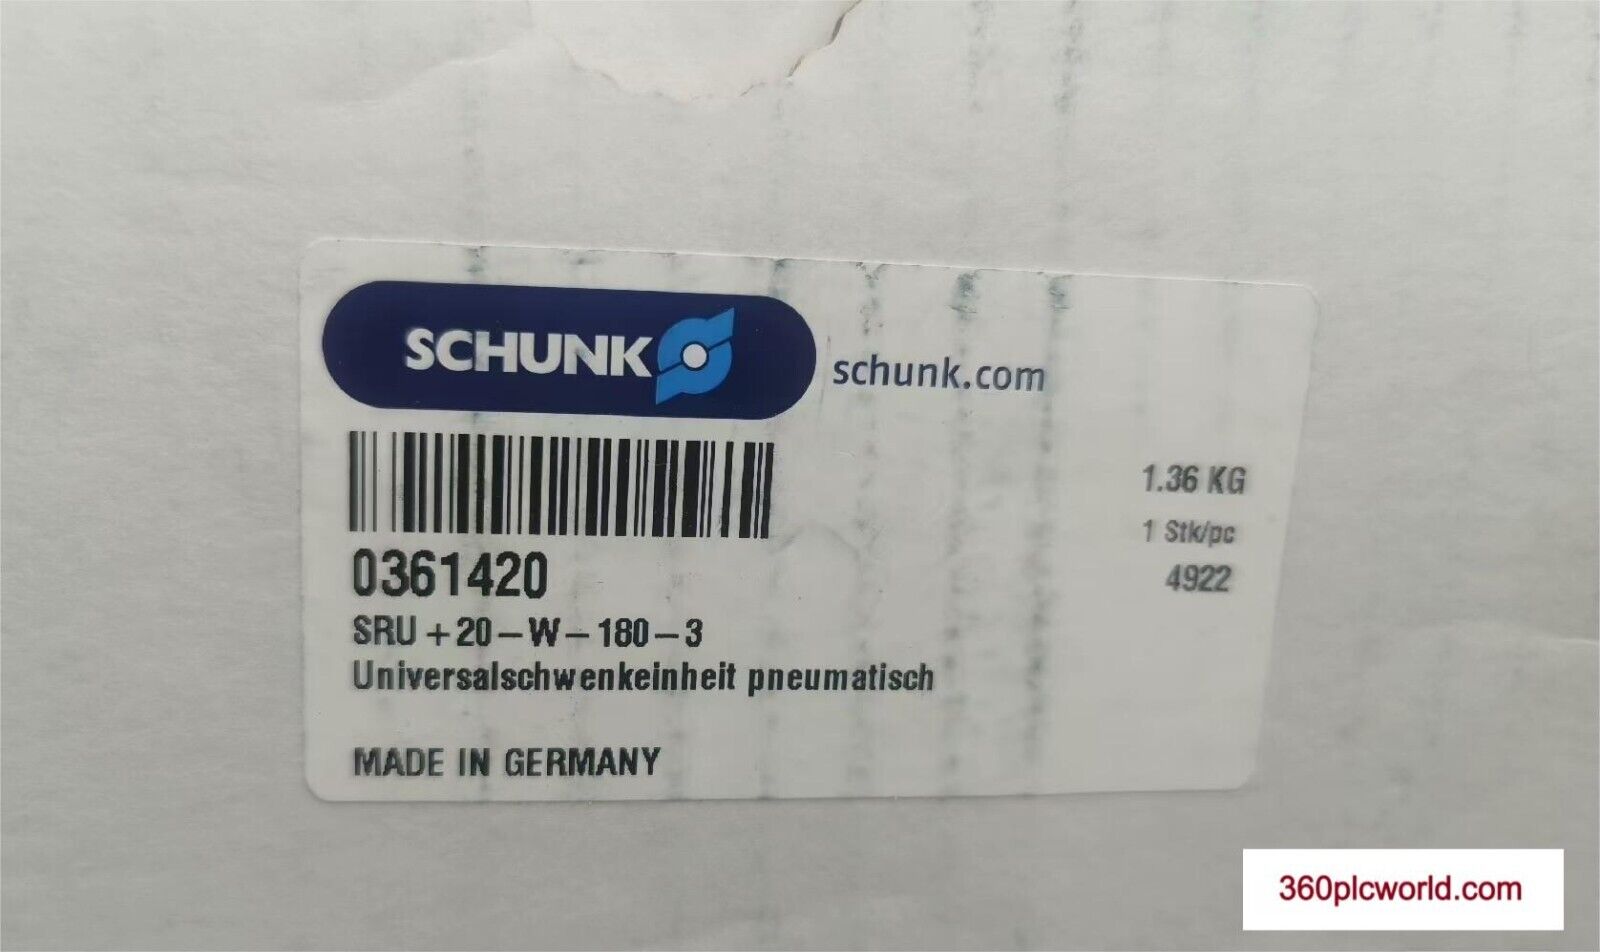 SCHUNK
schunk.com
1.36 KG
1 Stk/pc
4922
0361420
SRU + 20 - W - 180 - 3
Universalschwenkeinheit pneumatisch
MADE IN GERMANY
360plcworld.com